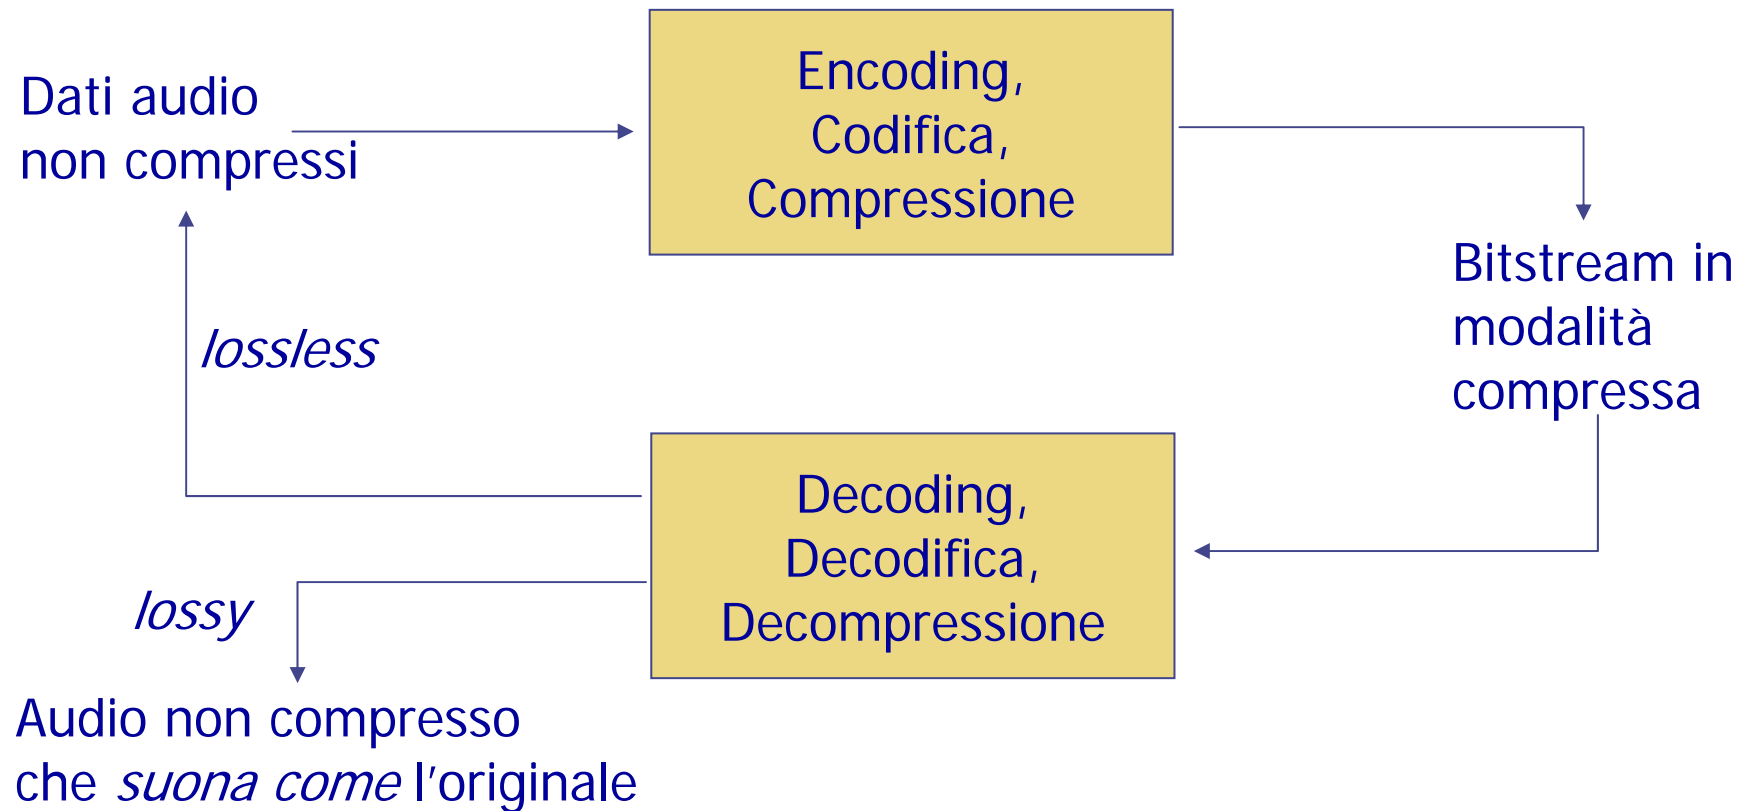 Dati audio
non compressi
Encoding,
Codifica,
Compressione
Bitstream in
modalità
compressa
lossless
Decoding,
Decodifica,
Decompressione
lossy
Audio non compresso
che suona come l'originale